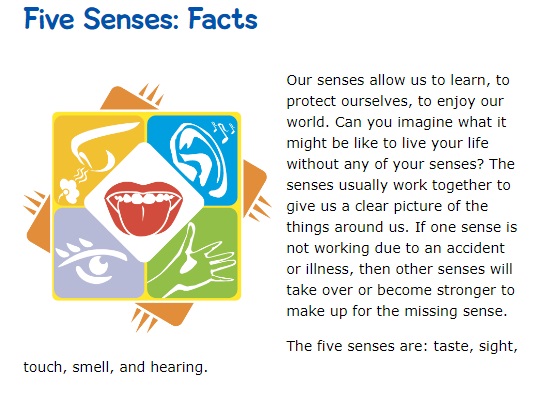 Five Senses: Facts
Our senses allow us to learn, to
protect ourselves, to enjoy our
world. Can you imagine what it
might be like to live your life
without any of your senses? The
senses usually work together to
give us a clear picture of the
things around us. If one sense is
not working due to an accident
or illness, then other senses will
take over or become stronger to
make up for the missing sense.
The five senses are: taste, sight,
touch, smell, and hearing.